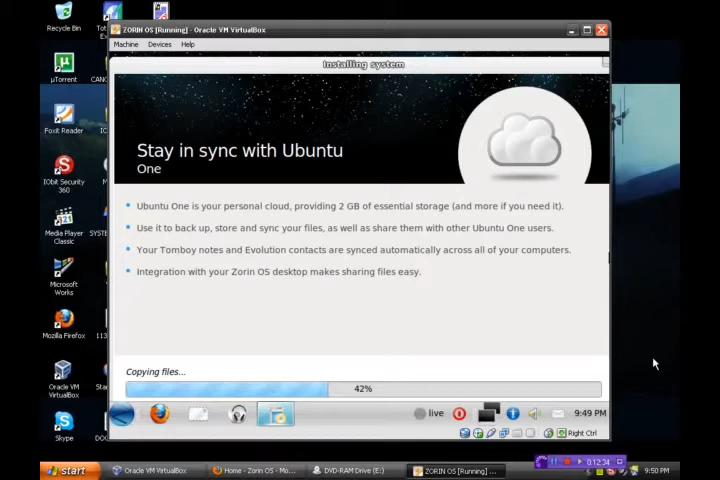 Recycle Bin
ZORIN OS [Running] - Oracle VM VirtualBox
Machine Devices Help
Installing system
µTorrent
Stay in sync with Ubuntu
One
Foxit Reader
IObit Security
360
Media Player
Classic
Microsoft
Works
Mozilla Firefox
Oracle VM
VirtualBox
Skype
Ubuntu One is your personal cloud, providing 2 GB of essential storage (and more if you need it).
Use it to back up, store and sync your files, as well as share them with other Ubuntu One users.
Your Tomboy notes and Evolution contacts are synced automatically across all of your computers.
Integration with your Zorin OS desktop makes sharing files easy.
Copying files...
42%
live
9:49 PM
Right Ctrl
0:12:34
start
Oracle VM VirtualBox
Home - Zorin OS - Mo...
DVD-RAM Drive (E:)
ZORIN OS [Running] ...
9:50 PM